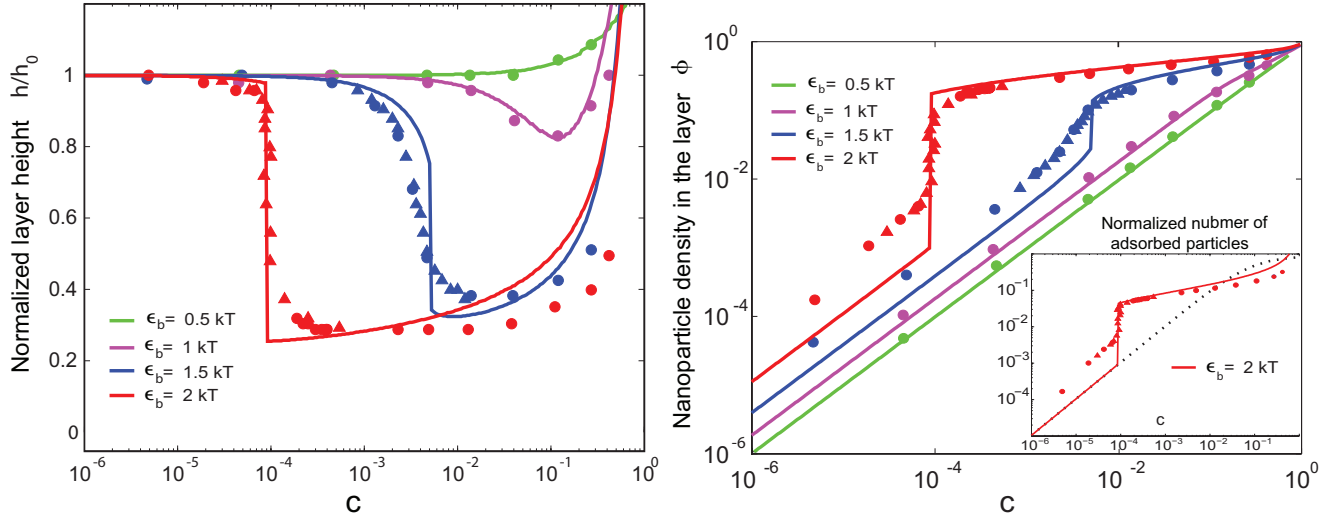 Normalized layer height   h/h₀
1
0.8
0.6
0.4
0.2
0
ϵb= 0.5 kT
ϵb= 1 kT
ϵb= 1.5 kT
ϵb= 2 kT
10⁻⁶ 10⁻⁵ 10⁻⁴ 10⁻³ 10⁻² 10⁻¹ 10⁰
C
Nanoparticle density in the layer   ϕ
10⁰
10⁻²
10⁻⁴
10⁻⁶
ϵb= 0.5 kT
ϵb= 1 kT
ϵb= 1.5 kT
ϵb= 2 kT
Normalized nubmer of
adsorbed particles
10⁻¹
10⁻²
10⁻³
10⁻⁴
ϵb= 2 kT
10⁻⁶ 10⁻⁵ 10⁻⁴ 10⁻³ 10⁻² 10⁻¹
C
10⁻⁶ 10⁻⁴ 10⁻² 10⁰
C